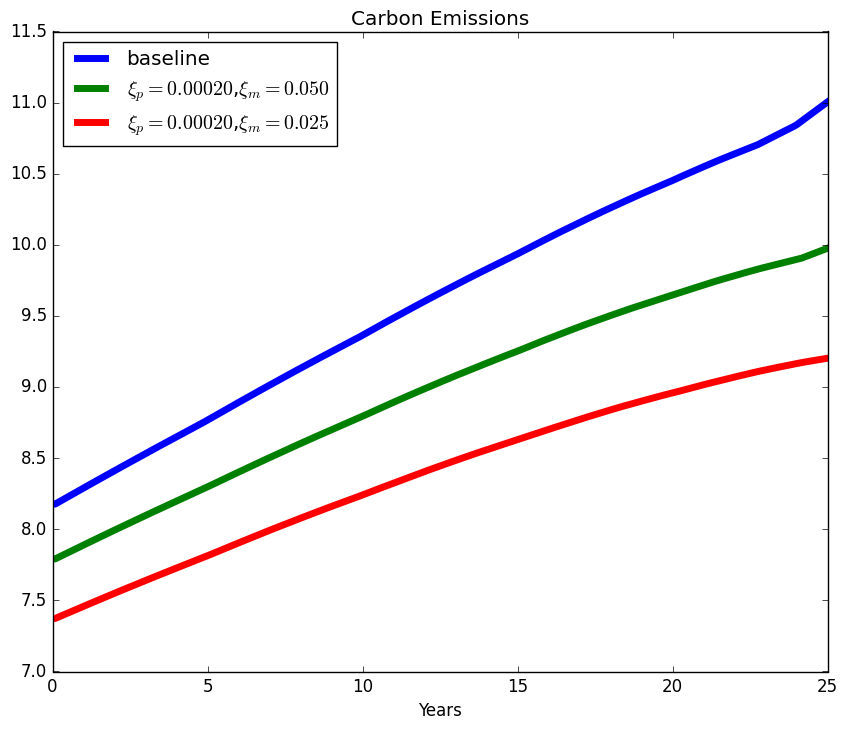 Carbon Emissions
11.5
11.0
10.5
10.0
9.5
9.0
8.5
8.0
7.5
7.0
baseline
ξₚ = 0.00020,ξₘ = 0.050
ξₚ = 0.00020,ξₘ = 0.025
0 5 10 15 20 25
Years